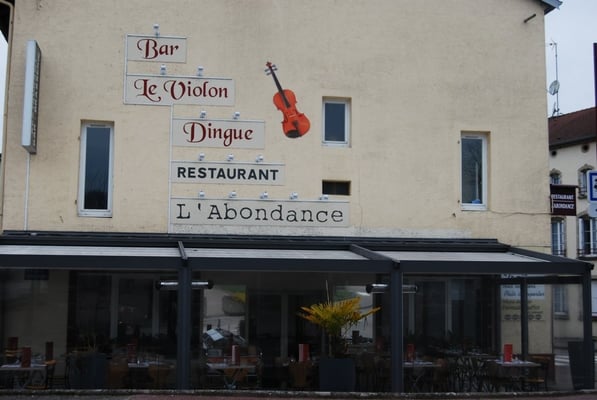 Bar
Le Violon
Dingue
RESTAURANT
L'Abondance
RESTAURANT
L'ABONDANCE